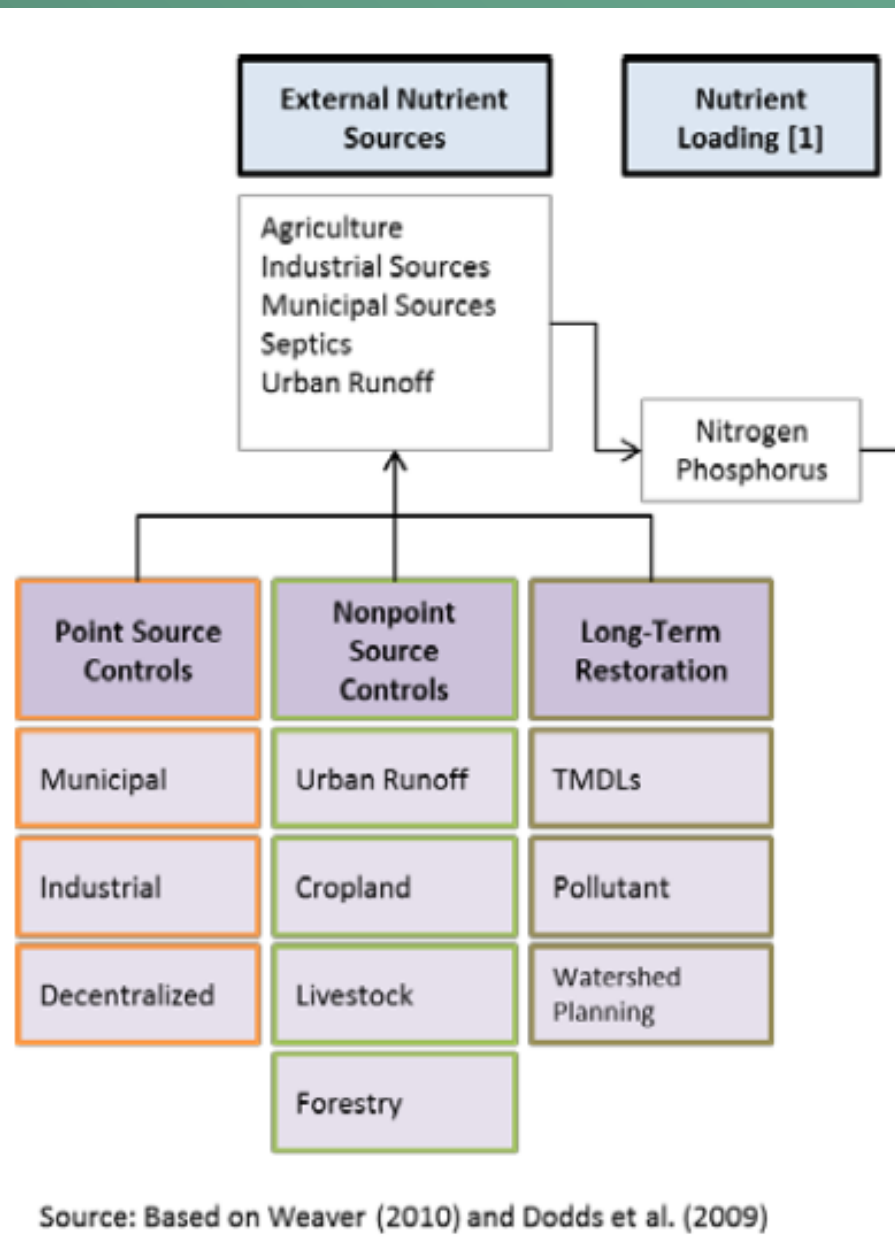 External Nutrient
Sources
Nutrient
Loading [1]
Agriculture
Industrial Sources
Municipal Sources
Septics
Urban Runoff
Nitrogen
Phosphorus
Point Source
Controls
Municipal
Industrial
Decentralized
Nonpoint
Source
Controls
Urban Runoff
Cropland
Livestock
Forestry
Long-Term
Restoration
TMDLs
Pollutant
Watershed
Planning
Source: Based on Weaver (2010) and Dodds et al. (2009)